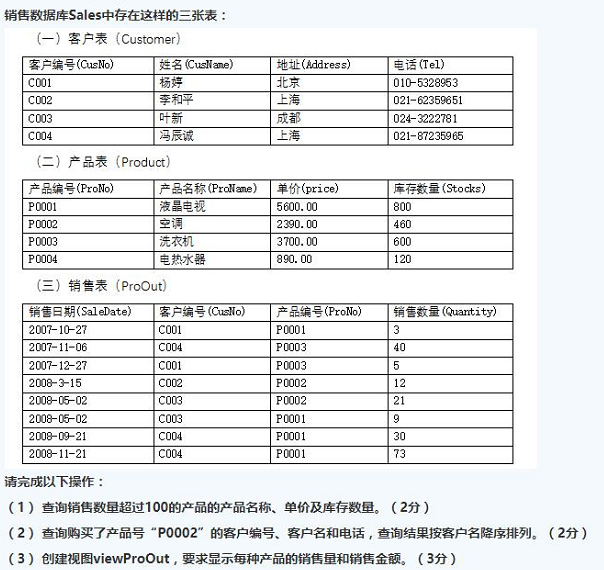 销售数据库Sales中存在这样的三张表：
（一）客户表（Customer）
客户编号(CusNo) 姓名(CusName) 地址(Address) 电话(Tel)
C001 杨婷 北京 010-5328953
C002 李和平 上海 021-62359651
C003 叶新 成都 024-3222781
C004 冯辰诚 上海 021-87235965
（二）产品表（Product）
产品编号(ProNo) 产品名称(ProName) 单价(price) 库存数量(Stocks)
P0001 液晶电视 5600.00 800
P0002 空调 2390.00 460
P0003 洗衣机 3700.00 600
P0004 电热水器 890.00 120
（三）销售表（ProOut）
销售日期(SaleDate) 客户编号(CusNo) 产品编号(ProNo) 销售数量(Quantity)
2007-10-27 C001 P0001 3
2007-11-06 C004 P0003 40
2007-12-27 C001 P0003 5
2008-3-15 C002 P0002 12
2008-05-02 C003 P0002 21
2008-05-02 C003 P0001 9
2008-09-21 C004 P0001 30
2008-11-21 C004 P0001 73
请完成以下操作：
（1） 查询销售数量超过100的产品的产品名称、单价及库存数量。（2分）
（2） 查询购买了产品号“P0002”的客户编号、客户名和电话，查询结果按客户名降序排列。（2分）
（3） 创建视图viewProOut，要求显示每种产品的销售量和销售金额。（3分）